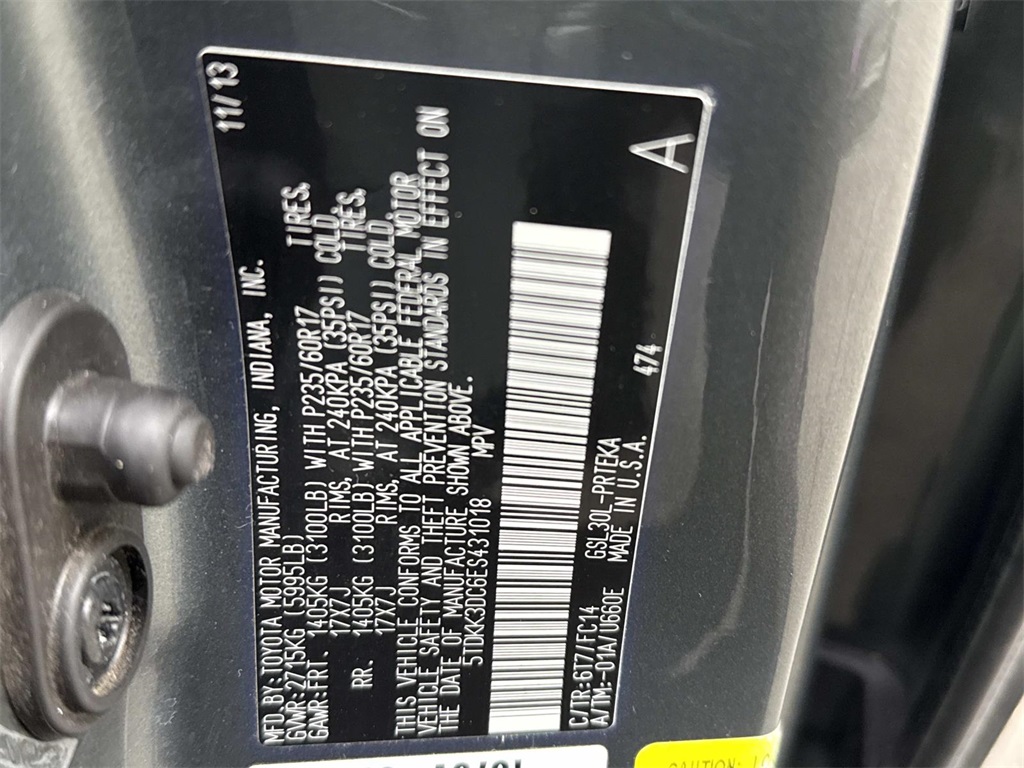 MFD.BY:TOYOTA MOTOR MANUFACTURING, INDIANA, INC. 11/13
GVWR:2715KG (5995LB)
GAWR:FRT. 1405KG (3100LB) WITH P235/60R17 TIRES.
17X7J RIMS, AT 240KPA (35PSI) COLD.
RR. 1405KG (3100LB) WITH P235/60R17 TIRES.
17X7J RIMS, AT 240KPA (35PSI) COLD.
THIS VEHICLE CONFORMS TO ALL APPLICABLE FEDERAL MOTOR
VEHICLE SAFETY AND THEFT PREVENTION STANDARDS IN EFFECT ON
THE DATE OF MANUFACTURE SHOWN ABOVE.
5TDKK3DC6ES431018 MPV
C/TR:6T7/FC14 GSL30L-PRTEKA 474 A
A/TM-01A/U660E MADE IN U.S.A.
CAUTION: